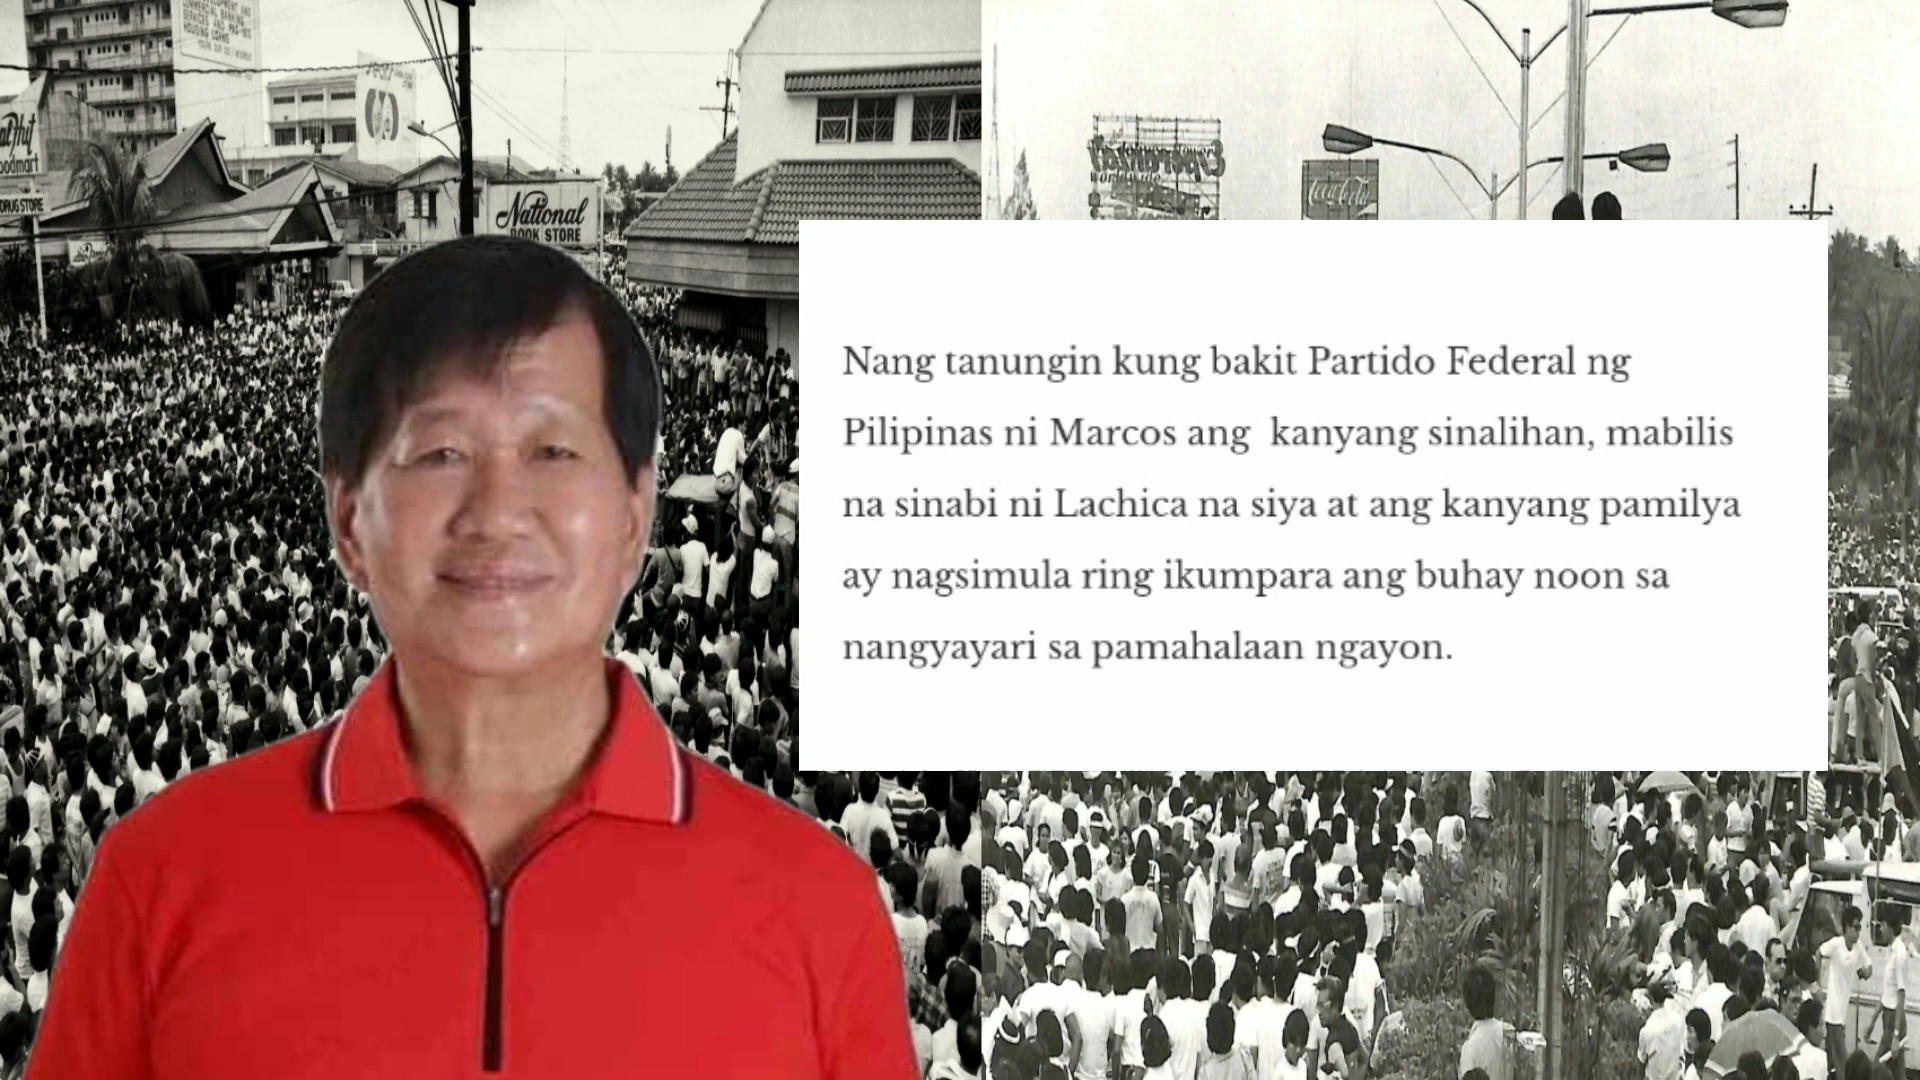 National
BOOK STORE
DRUG STORE
Coca-Cola
Nang tanungin kung bakit Partido Federal ng
Pilipinas ni Marcos ang kanyang sinalihan, mabilis
na sinabi ni Lachica na siya at ang kanyang pamilya
ay nagsimula ring ikumpara ang buhay noon sa
nangyayari sa pamahalaan ngayon.